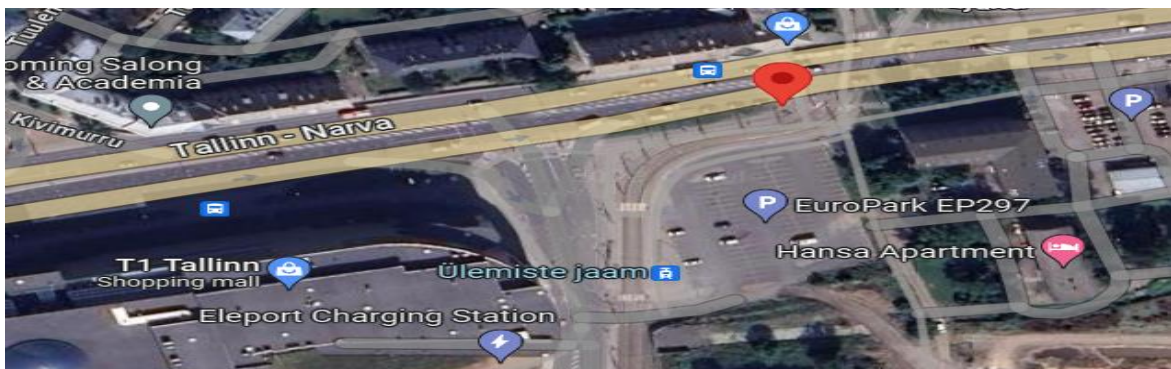 Tuule
oming Salong
& Academia
Kivimurru
Tallinn - Narva
P
P
EuroPark EP297
Hansa Apartment
T1 Tallinn
Shopping mall
Ülemiste jaam
Eleport Charging Station